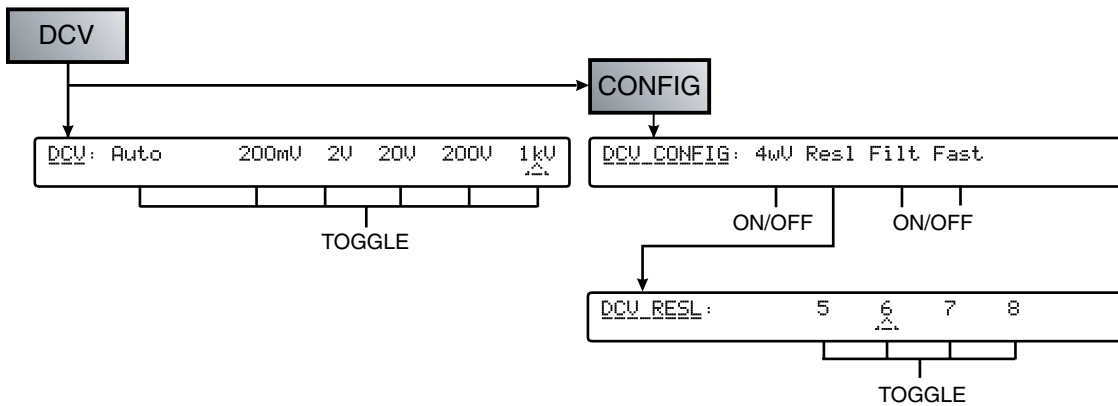 DCV
CONFIG
DCV: Auto 200mV 2V 20V 200V 1kV
DCV_CONFIG: 4wV Resl Filt Fast
ON/OFF ON/OFF
TOGGLE
DCV_RESL: 5 6 7 8
TOGGLE